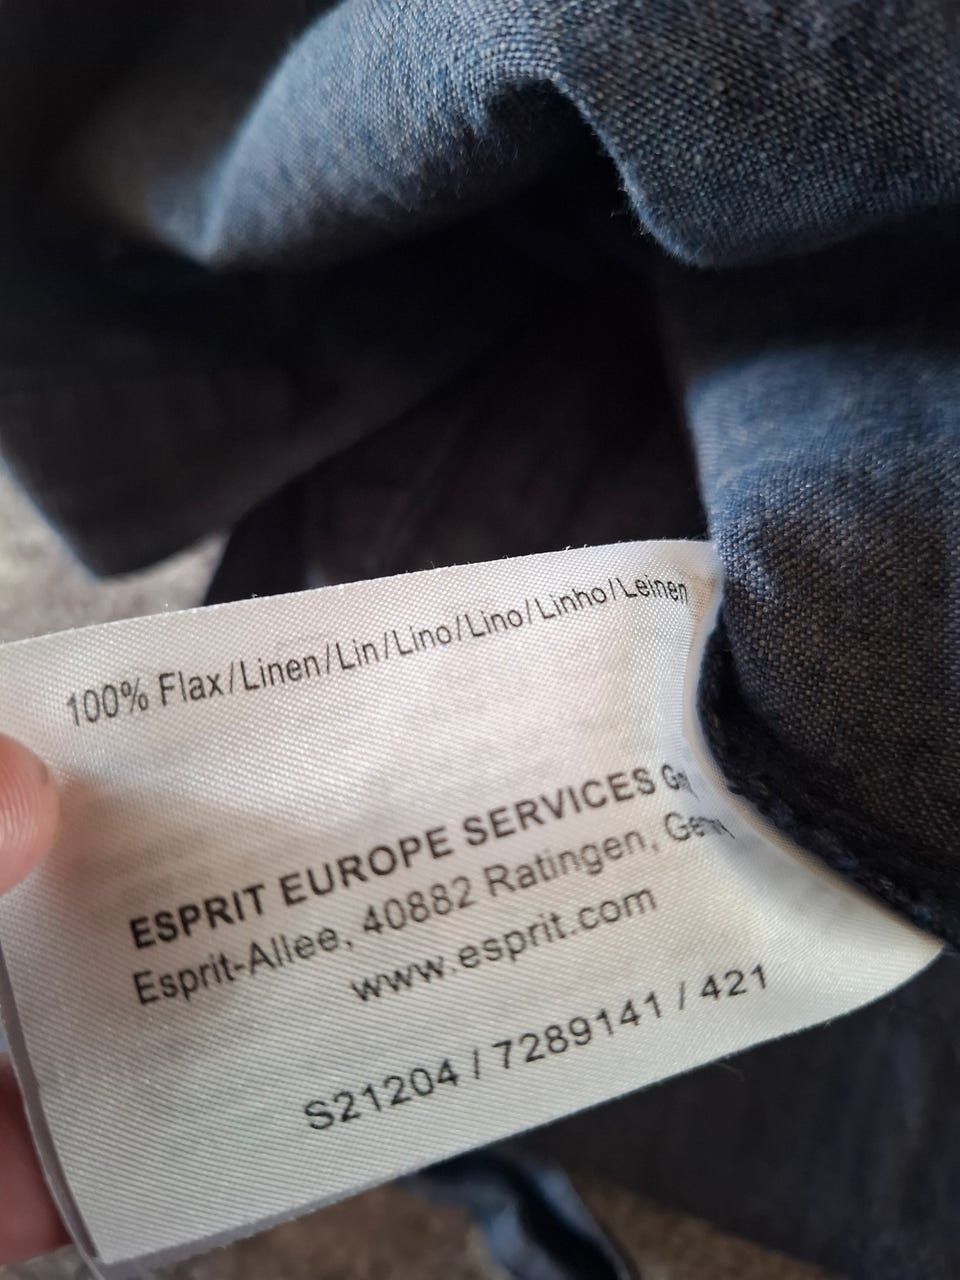 100% Flax/Linen/Lin/Lino/Lino/Linho/Leinen
ESPRIT EUROPE SERVICES
Esprit-Allee, 40882 Ratingen,
www.esprit.com
S21204 / 7289141 / 421